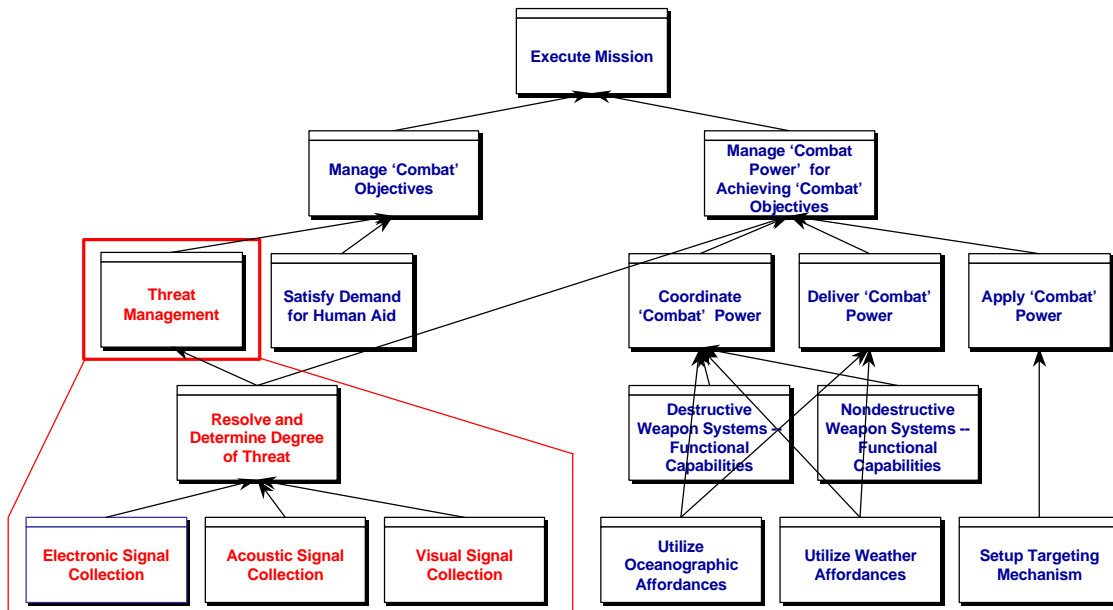 Execute Mission
Manage ‘Combat’
Objectives
Manage ‘Combat
Power’ for
Achieving ‘Combat’
Objectives
Threat
Management
Satisfy Demand
for Human Aid
Coordinate
‘Combat’ Power
Deliver ‘Combat’
Power
Apply ‘Combat’
Power
Resolve and
Determine Degree
of Threat
Destructive
Weapon Systems --
Functional
Capabilities
Nondestructive
Weapon Systems --
Functional
Capabilities
Electronic Signal
Collection
Acoustic Signal
Collection
Visual Signal
Collection
Utilize
Oceanographic
Affordances
Utilize Weather
Affordances
Setup Targeting
Mechanism